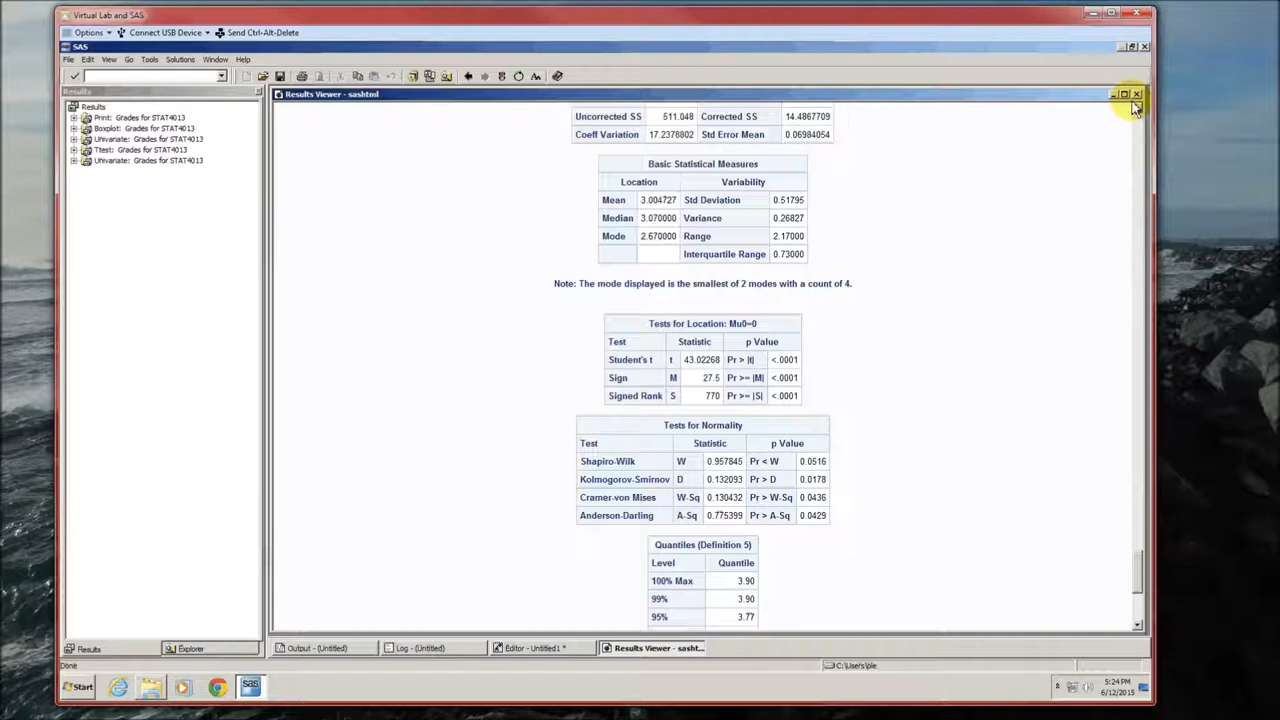 Virtual Lab and SAS
Options Connect USB Device Send Ctrl-Alt-Delete
SAS
File Edit View Go Tools Solutions Window Help
Results
Results
Print: Grades for STAT4013
Boxplot: Grades for STAT4013
Univariate: Grades for STAT4013
Ttest: Grades for STAT4013
Univariate: Grades for STAT4013
Results Viewer - sashtml
Uncorrected SS 511.048 Corrected SS 14.4867709
Coeff Variation 17.2378802 Std Error Mean 0.06984054
Basic Statistical Measures
Location Variability
Mean 3.004727 Std Deviation 0.51795
Median 3.070000 Variance 0.26827
Mode 2.670000 Range 2.17000
Interquartile Range 0.73000
Note: The mode displayed is the smallest of 2 modes with a count of 4.
Tests for Location: Mu0=0
Test Statistic p Value
Student's t t 43.02268 Pr > |t| <.0001
Sign M 27.5 Pr >= |M| <.0001
Signed Rank S 770 Pr >= |S| <.0001
Tests for Normality
Test Statistic p Value
Shapiro-Wilk W 0.957845 Pr < W 0.0516
Kolmogorov-Smirnov D 0.132093 Pr > D 0.0178
Cramer-von Mises W-Sq 0.130432 Pr > W-Sq 0.0436
Anderson-Darling A-Sq 0.775399 Pr > A-Sq 0.0429
Quantiles (Definition 5)
Level Quantile
100% Max 3.90
99% 3.90
95% 3.77
Results Explorer
Output - (Untitled) Log - (Untitled) Editor - Untitled1 * Results Viewer - sasht...
Done C:\Users\ple
Start sas
5:24 PM
6/12/2015